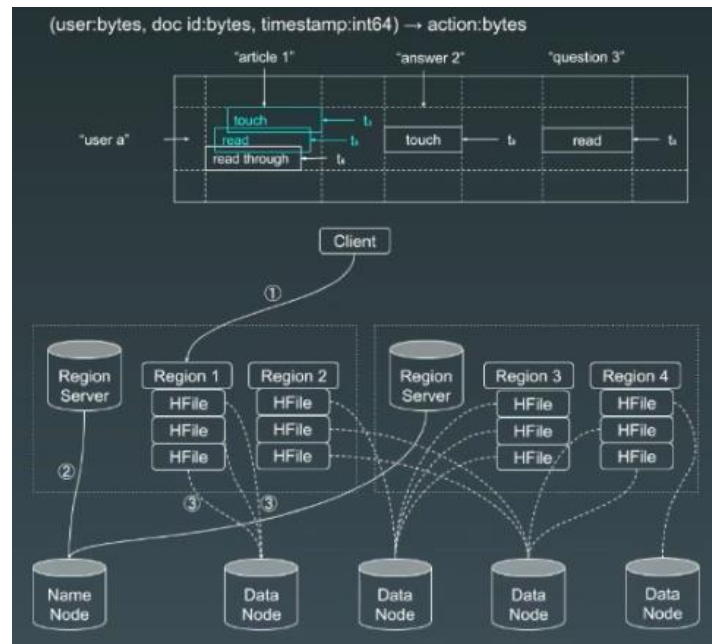 (user:bytes, doc id:bytes, timestamp:int64) → action:bytes
"article 1" "answer 2" "question 3"
touch
"user a" read touch read
read through
Client
①
Region Server Region 1 Region 2 Region Server Region 3 Region 4
HFile HFile HFile HFile
HFile HFile HFile HFile
HFile HFile HFile HFile
②
③ ③
Name Node Data Node Data Node Data Node Data Node